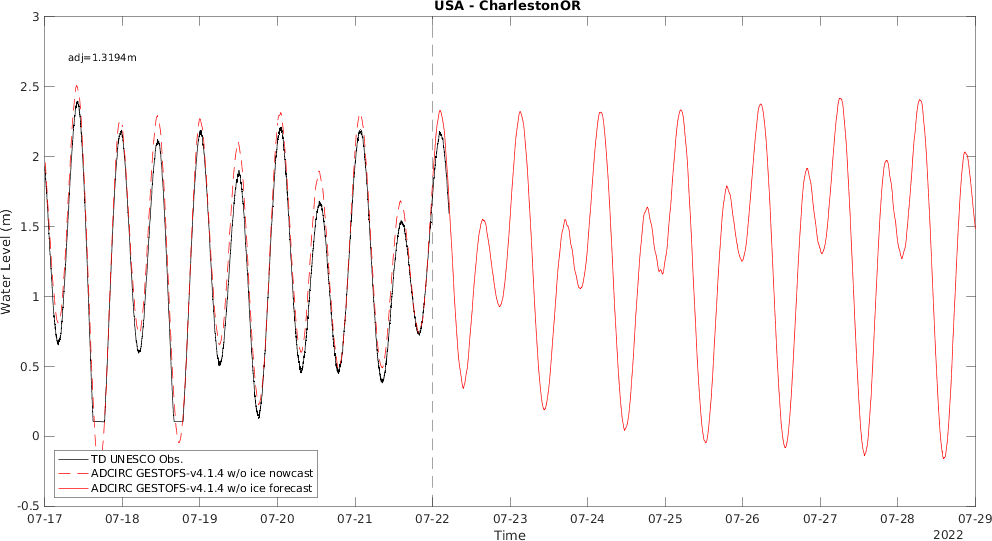 USA - CharlestonOR
adj=1.3194m
3
2.5
2
1.5
1
0.5
0
-0.5
Water Level (m)
TD UNESCO Obs.
ADCIRC GESTOFS-v4.1.4 w/o ice nowcast
ADCIRC GESTOFS-v4.1.4 w/o ice forecast
07-17 07-18 07-19 07-20 07-21 07-22 07-23 07-24 07-25 07-26 07-27 07-28 07-29
Time
2022